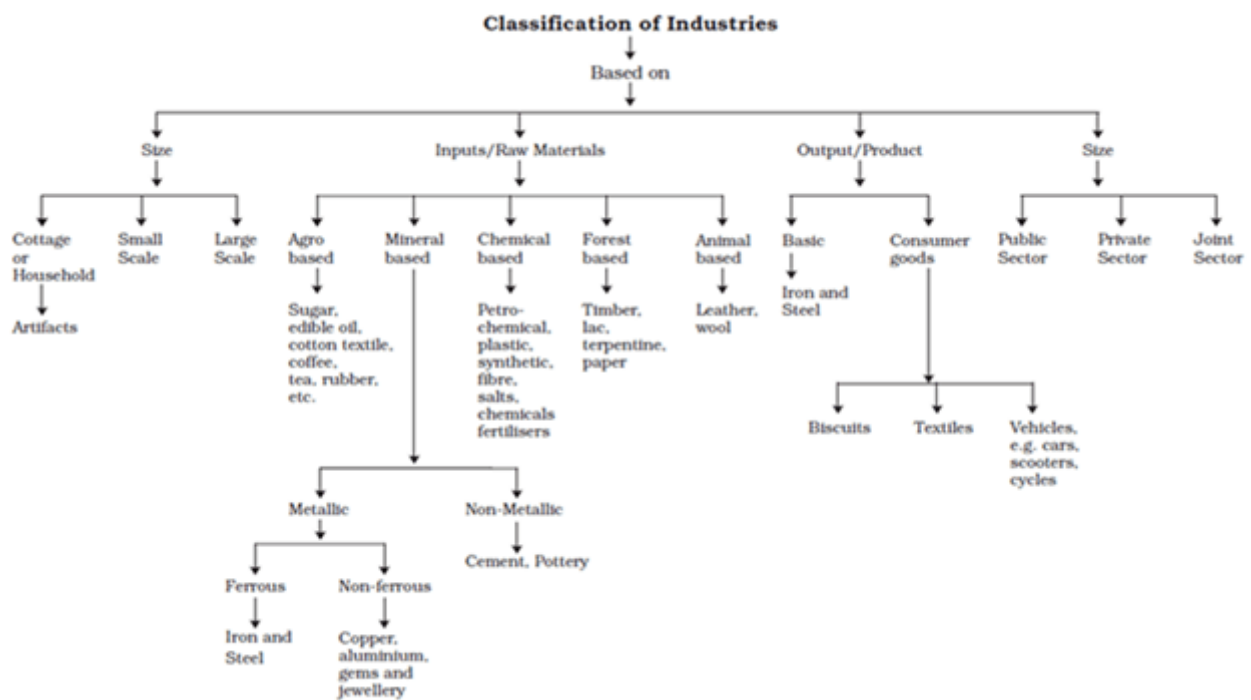 Classification of Industries
Based on
Size
Inputs/Raw Materials
Output/Product
Size
Cottage
or
Household
Small
Scale
Large
Scale
Agro
based
Mineral
based
Chemical
based
Forest
based
Animal
based
Basic
Consumer
goods
Public
Sector
Private
Sector
Joint
Sector
Artifacts
Sugar,
edible oil,
cotton textile,
coffee,
tea, rubber,
etc.
Petro-
chemical,
plastic,
synthetic,
fibre,
salts,
chemicals
fertilisers
Timber,
lac,
terpentine,
paper
Leather,
wool
Iron and
Steel
Biscuits
Textiles
Vehicles,
e.g. cars,
scooters,
cycles
Metallic
Non-Metallic
Cement, Pottery
Ferrous
Non-ferrous
Iron and
Steel
Copper,
aluminium,
gems and
jewellery